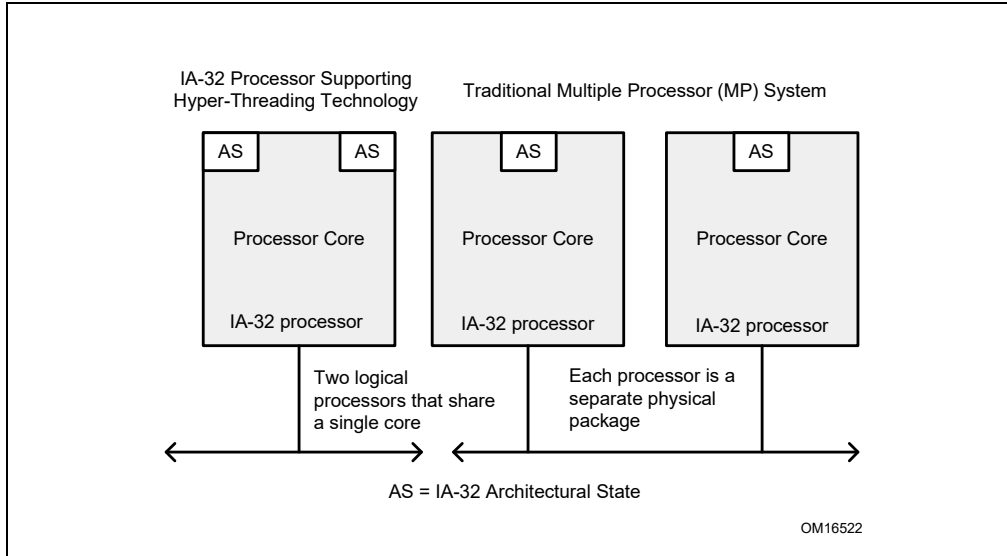 IA-32 Processor Supporting
Hyper-Threading Technology
Traditional Multiple Processor (MP) System
AS
AS
AS
AS
Processor Core
Processor Core
Processor Core
IA-32 processor
IA-32 processor
IA-32 processor
Two logical
processors that share
a single core
Each processor is a
separate physical
package
AS = IA-32 Architectural State
OM16522